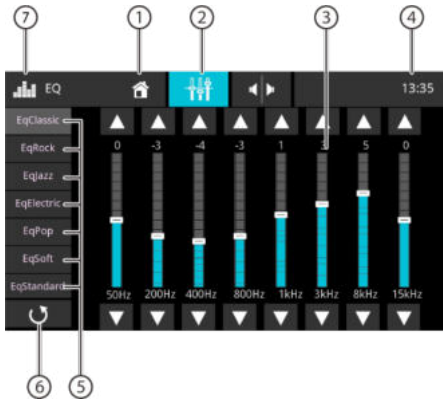 7 1 2 3 4
EQ 13:35
EqClassic
EqRock 0 -3 -4 -3 1 3 5 0
EqJazz
EqElectric
EqPop
EqSoft
EqStandard
50Hz 200Hz 400Hz 800Hz 1kHz 3kHz 8kHz 15kHz
6 5